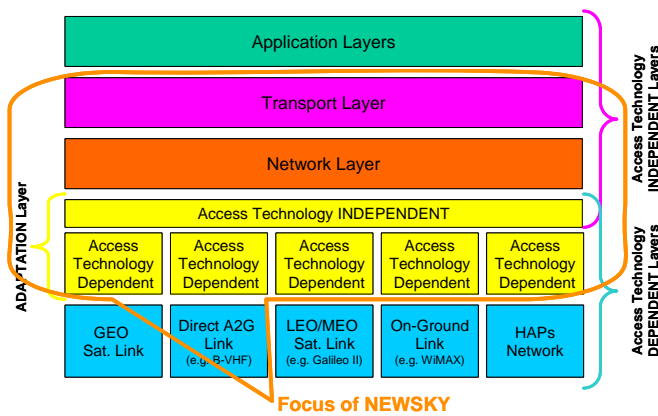 Application Layers
Transport Layer
Network Layer
Access Technology INDEPENDENT
Access
Technology
Dependent
Access
Technology
Dependent
Access
Technology
Dependent
Access
Technology
Dependent
Access
Technology
Dependent
GEO
Sat. Link
Direct A2G
Link
(e.g. B-VHF)
LEO/MEO
Sat. Link
(e.g. Galileo II)
On-Ground
Link
(e.g. WiMAX)
HAPs
Network
ADAPTATION Layer
Access Technology
INDEPENDENT Layers
Access Technology
DEPENDENT Layers
Focus of NEWSKY